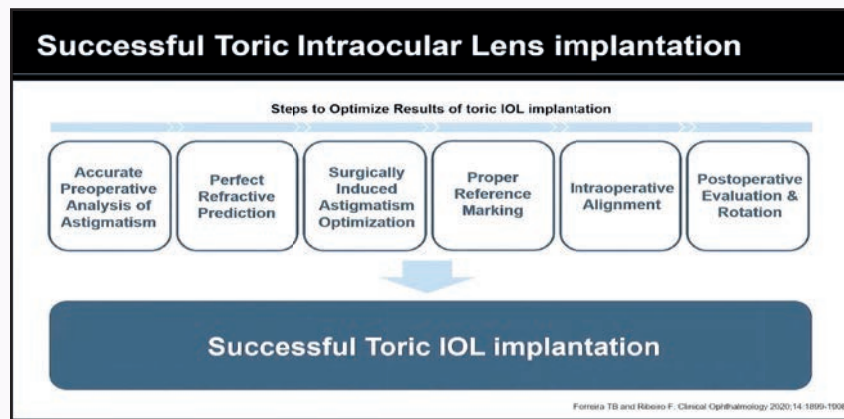 Successful Toric Intraocular Lens implantation
Steps to Optimize Results of toric IOL implantation
Accurate
Preoperative
Analysis of
Astigmatism
Perfect
Refractive
Prediction
Surgically
Induced
Astigmatism
Optimization
Proper
Reference
Marking
Intraoperative
Alignment
Postoperative
Evaluation &
Rotation
Successful Toric IOL implantation
Ferreira TB and Ribeiro F. Clinical Ophthalmology 2020;14:1899-1908